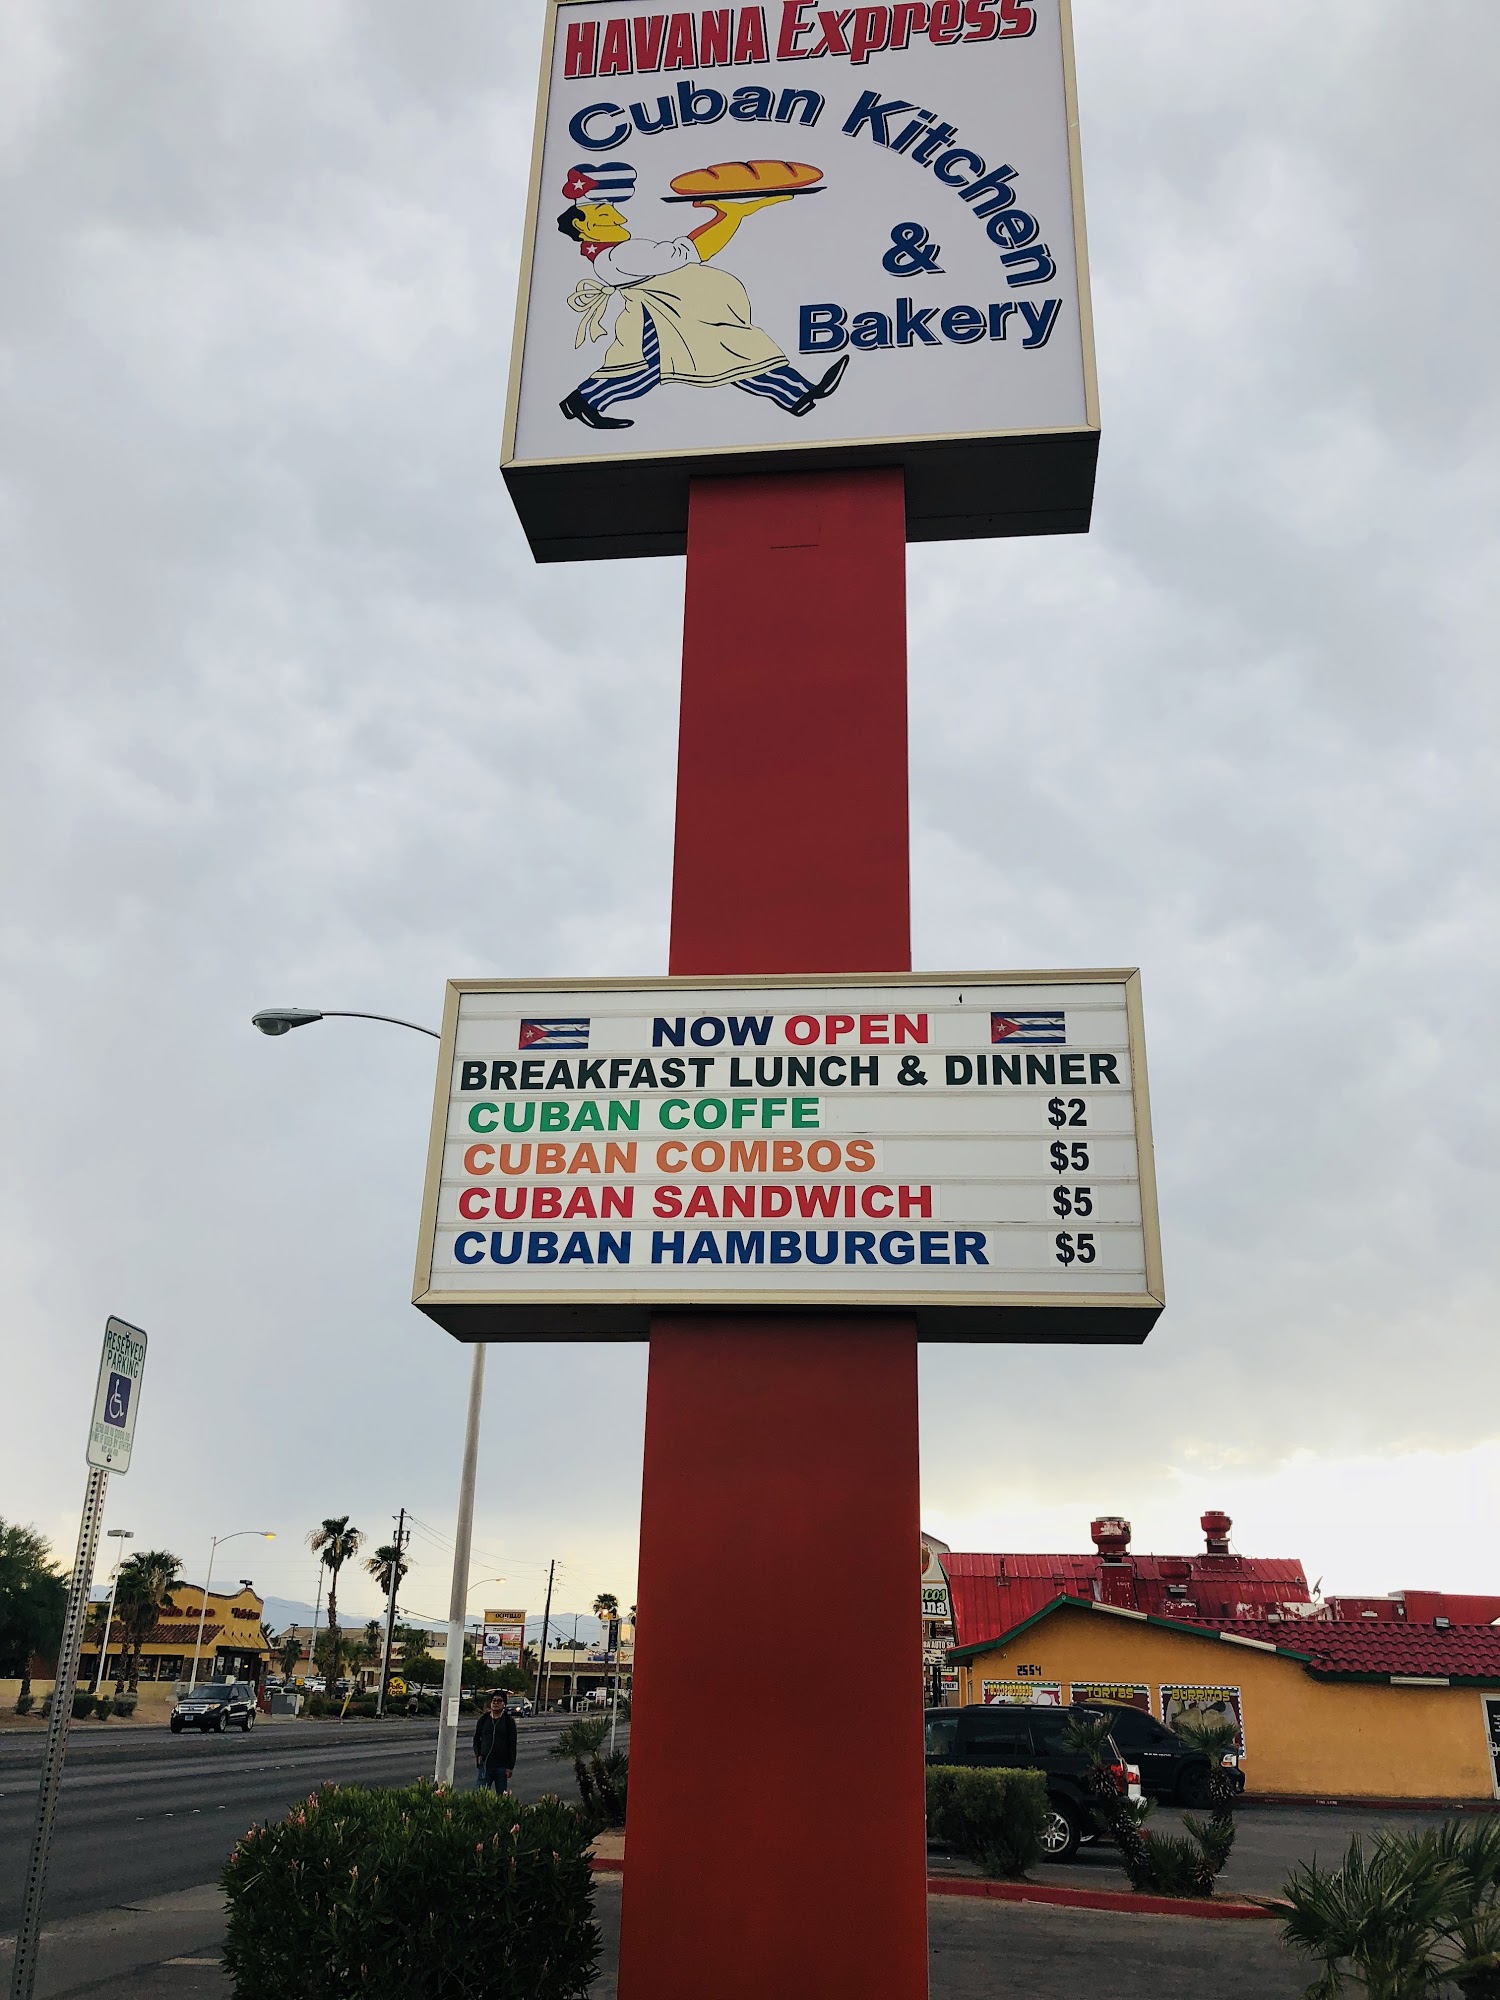 HAVANA Express
Cuban Kitchen
&
Bakery
NOW OPEN
BREAKFAST LUNCH & DINNER
CUBAN COFFE $2
CUBAN COMBOS $5
CUBAN SANDWICH $5
CUBAN HAMBURGER $5
RESERVED
PARKING
2554
TORTAS
BURRITOS